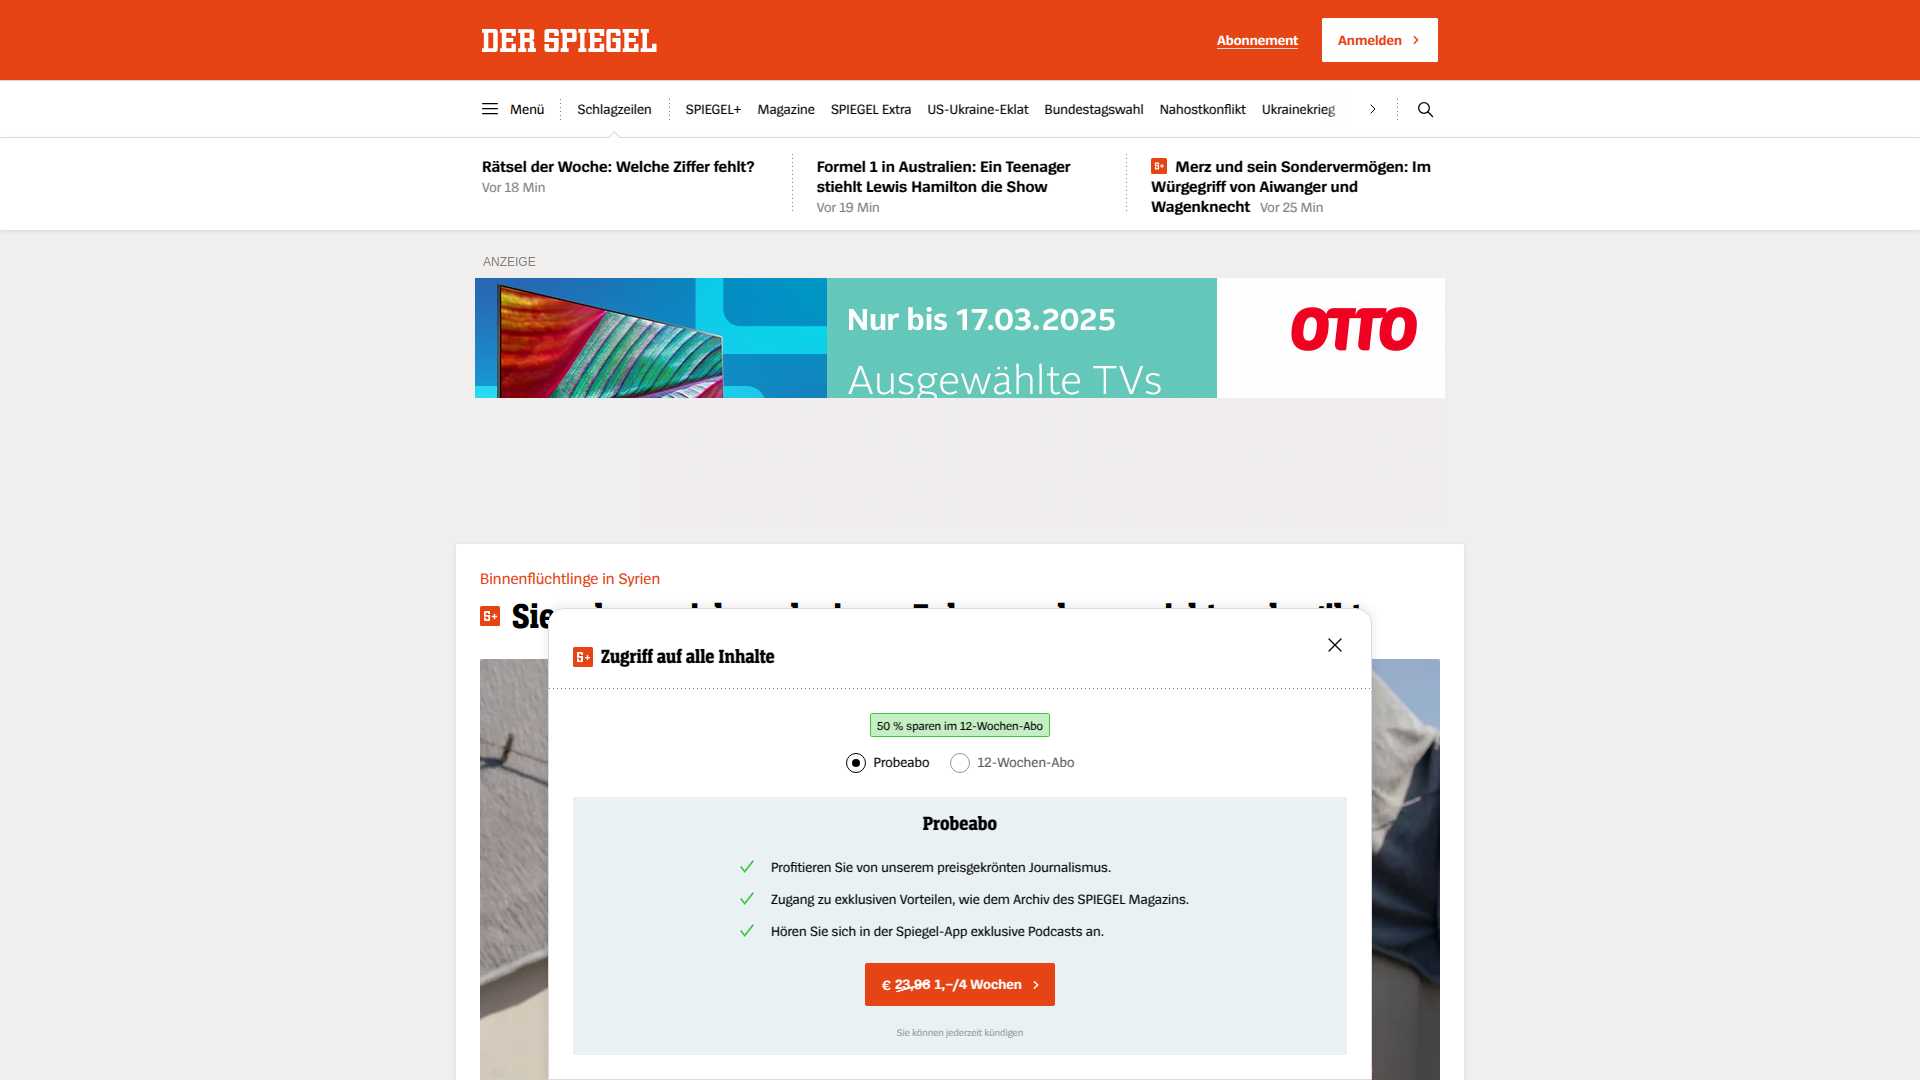 DER SPIEGEL
Abonnement
Anmelden
Menü
Schlagzeilen
SPIEGEL+
Magazine
SPIEGEL Extra
US-Ukraine-Eklat
Bundestagswahl
Nahostkonflikt
Ukrainekrieg
Rätsel der Woche: Welche Ziffer fehlt?
Vor 18 Min
Formel 1 in Australien: Ein Teenager
stiehlt Lewis Hamilton die Show
Vor 19 Min
Merz und sein Sondervermögen: Im
Würgegriff von Aiwanger und
Wagenknecht Vor 25 Min
ANZEIGE
Nur bis 17.03.2025
Ausgewählte TVs
OTTO
Binnenflüchtlinge in Syrien
Sie
Zugriff auf alle Inhalte
50 % sparen im 12-Wochen-Abo
Probeabo
12-Wochen-Abo
Probeabo
Profitieren Sie von unserem preisgekrönten Journalismus.
Zugang zu exklusiven Vorteilen, wie dem Archiv des SPIEGEL Magazins.
Hören Sie sich in der Spiegel-App exklusive Podcasts an.
€ 23,96 1,–/4 Wochen
Sie können jederzeit kündigen